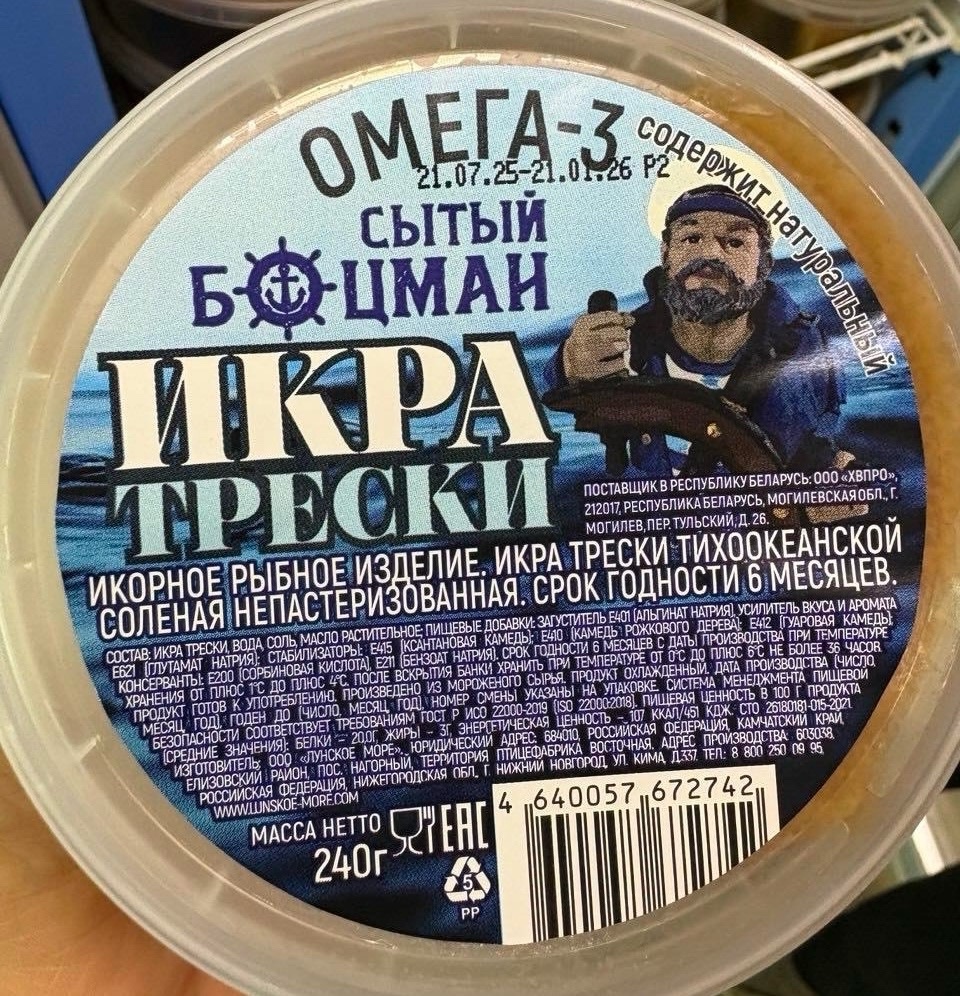 ОМЕГА-3
содержит натуральный
21.07.25-21.01.26 Р2
СЫТЫЙ
БОЦМАН
ИКРА
ТРЕСКИ
ПОСТАВЩИК В РЕСПУБЛИКУ БЕЛАРУСЬ: ООО «ХВПРО»,
212017, РЕСПУБЛИКА БЕЛАРУСЬ, МОГИЛЕВСКАЯ ОБЛ., Г.
МОГИЛЕВ, ПЕР. ТУЛЬСКИЙ, Д. 26.
ИКОРНОЕ РЫБНОЕ ИЗДЕЛИЕ. ИКРА ТРЕСКИ ТИХООКЕАНСКОЙ
СОЛЕНАЯ НЕПАСТЕРИЗОВАННАЯ. СРОК ГОДНОСТИ 6 МЕСЯЦЕВ.
СОСТАВ: ИКРА ТРЕСКИ, ВОДА, СОЛЬ, МАСЛО РАСТИТЕЛЬНОЕ, ПИЩЕВЫЕ ДОБАВКИ: ЗАГУСТИТЕЛЬ Е401 (АЛЬГИНАТ НАТРИЯ), УСИЛИТЕЛЬ ВКУСА И АРОМАТА
Е621 (ГЛУТАМАТ НАТРИЯ), СТАБИЛИЗАТОРЫ: Е415 (КСАНТАНОВАЯ КАМЕДЬ), Е410 (КАМЕДЬ РОЖКОВОГО ДЕРЕВА), Е412 (ГУАРОВАЯ КАМЕДЬ);
КОНСЕРВАНТЫ: Е200 (СОРБИНОВАЯ КИСЛОТА), Е211 (БЕНЗОАТ НАТРИЯ). СРОК ГОДНОСТИ 6 МЕСЯЦЕВ С ДАТЫ ПРОИЗВОДСТВА ПРИ ТЕМПЕРАТУРЕ
ХРАНЕНИЯ ОТ ПЛЮС 1°С ДО ПЛЮС 4°С. ПОСЛЕ ВСКРЫТИЯ БАНКИ ХРАНИТЬ ПРИ ТЕМПЕРАТУРЕ ОТ 0°С ДО ПЛЮС 6°С НЕ БОЛЕЕ 36 ЧАСОВ.
ПРОДУКТ ГОТОВ К УПОТРЕБЛЕНИЮ. ПРОИЗВЕДЕНО ИЗ МОРОЖЕНОГО СЫРЬЯ. ПРОДУКТ ОХЛАЖДЕННЫЙ. ДАТА ПРОИЗВОДСТВА (ЧИСЛО,
МЕСЯЦ, ГОД), ГОДЕН ДО (ЧИСЛО, МЕСЯЦ, ГОД), НОМЕР СМЕНЫ УКАЗАНЫ НА УПАКОВКЕ. СИСТЕМА МЕНЕДЖМЕНТА ПИЩЕВОЙ
БЕЗОПАСНОСТИ СООТВЕТСТВУЕТ ТРЕБОВАНИЯМ ГОСТ Р ИСО 22000-2019 (ISO 22000:2018). ПИЩЕВАЯ ЦЕННОСТЬ В 100 Г ПРОДУКТА
(СРЕДНИЕ ЗНАЧЕНИЯ): БЕЛКИ – 20,0Г, ЖИРЫ – 3Г. ЭНЕРГЕТИЧЕСКАЯ ЦЕННОСТЬ – 107 ККАЛ/451 КДЖ. СТО 26180181-015-2021
ИЗГОТОВИТЕЛЬ: ООО «ЛУНСКОЕ МОРЕ», ЮРИДИЧЕСКИЙ АДРЕС: 684010, РОССИЙСКАЯ ФЕДЕРАЦИЯ, КАМЧАТСКИЙ КРАЙ,
ЕЛИЗОВСКИЙ РАЙОН, ПОС. НАГОРНЫЙ, ТЕРРИТОРИЯ ПТИЦЕФАБРИКА ВОСТОЧНАЯ. АДРЕС ПРОИЗВОДСТВА: 603038,
РОССИЙСКАЯ ФЕДЕРАЦИЯ, НИЖЕГОРОДСКАЯ ОБЛ., Г. НИЖНИЙ НОВГОРОД, УЛ. КИМА, Д.337. ТЕЛ.: 8 800 250 09 95,
WWW.LUNSKOE-MORE.COM
МАССА НЕТТО
240г
EAC
5
PP
4 640057 672742